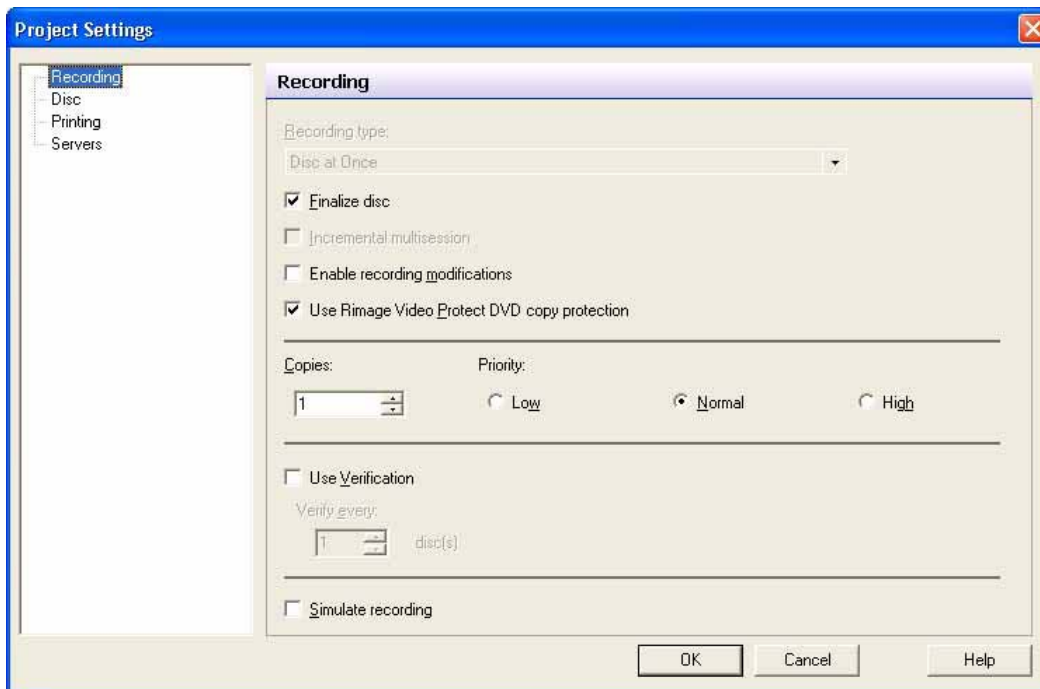 Project Settings
Recording
Disc
Printing
Servers
Recording
Recording type:
Disc at Once
Finalize disc
Incremental multisession
Enable recording modifications
Use Rimage Video Protect DVD copy protection
Copies:
Priority:
1
Low
Normal
High
Use Verification
Verify every:
1 disc(s)
Simulate recording
OK
Cancel
Help